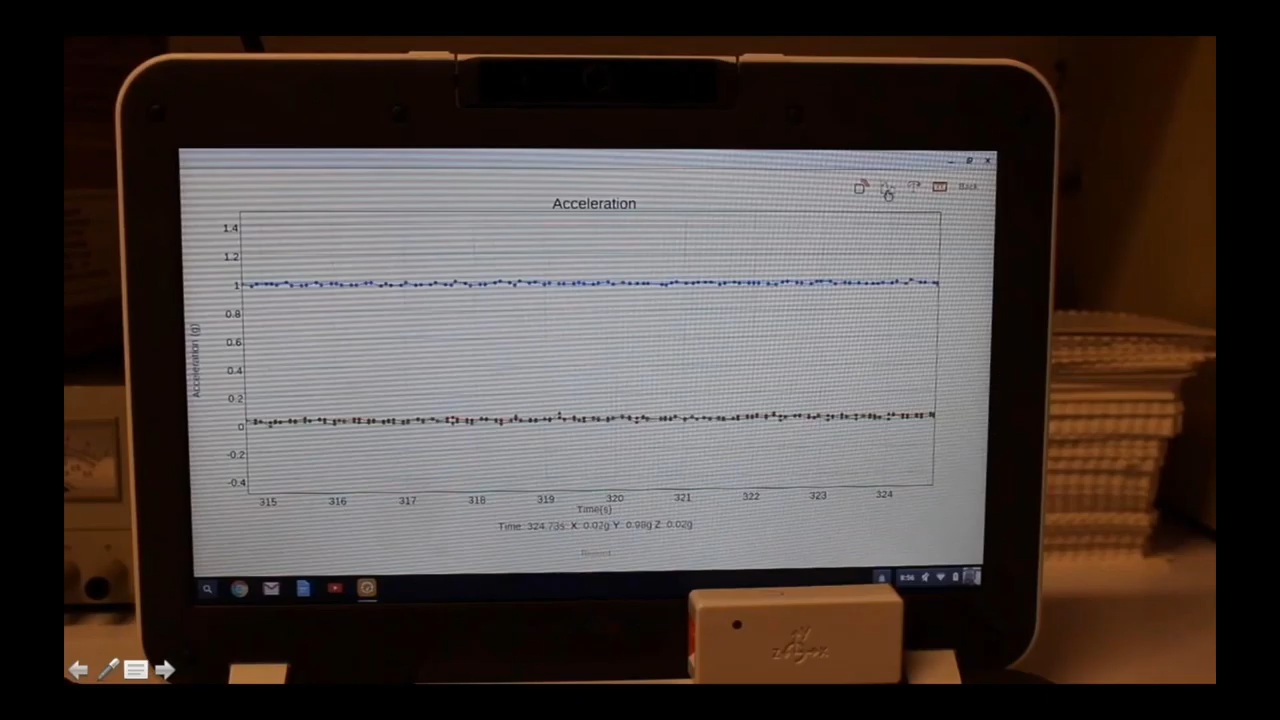 Back
Acceleration
1.4
1.2
1
0.8
0.6
0.4
0.2
0
-0.2
-0.4
Acceleration (g)
315 316 317 318 319 320 321 322 323 324
Time(s)
Time: 324.73s X: 0.02g Y: 0.98g Z: 0.02g
8:56
Y
Z X